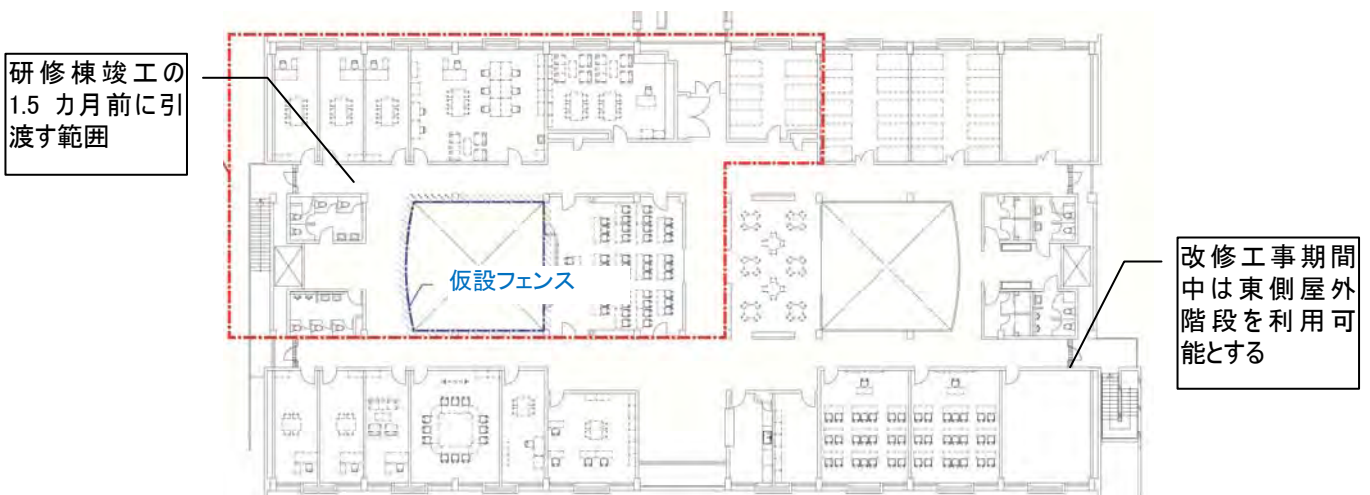 研修棟竣工の
1.5 カ月前に引
渡す範囲
仮設フェンス
改修工事期間
中は東側屋外
階段を利用可
能とする